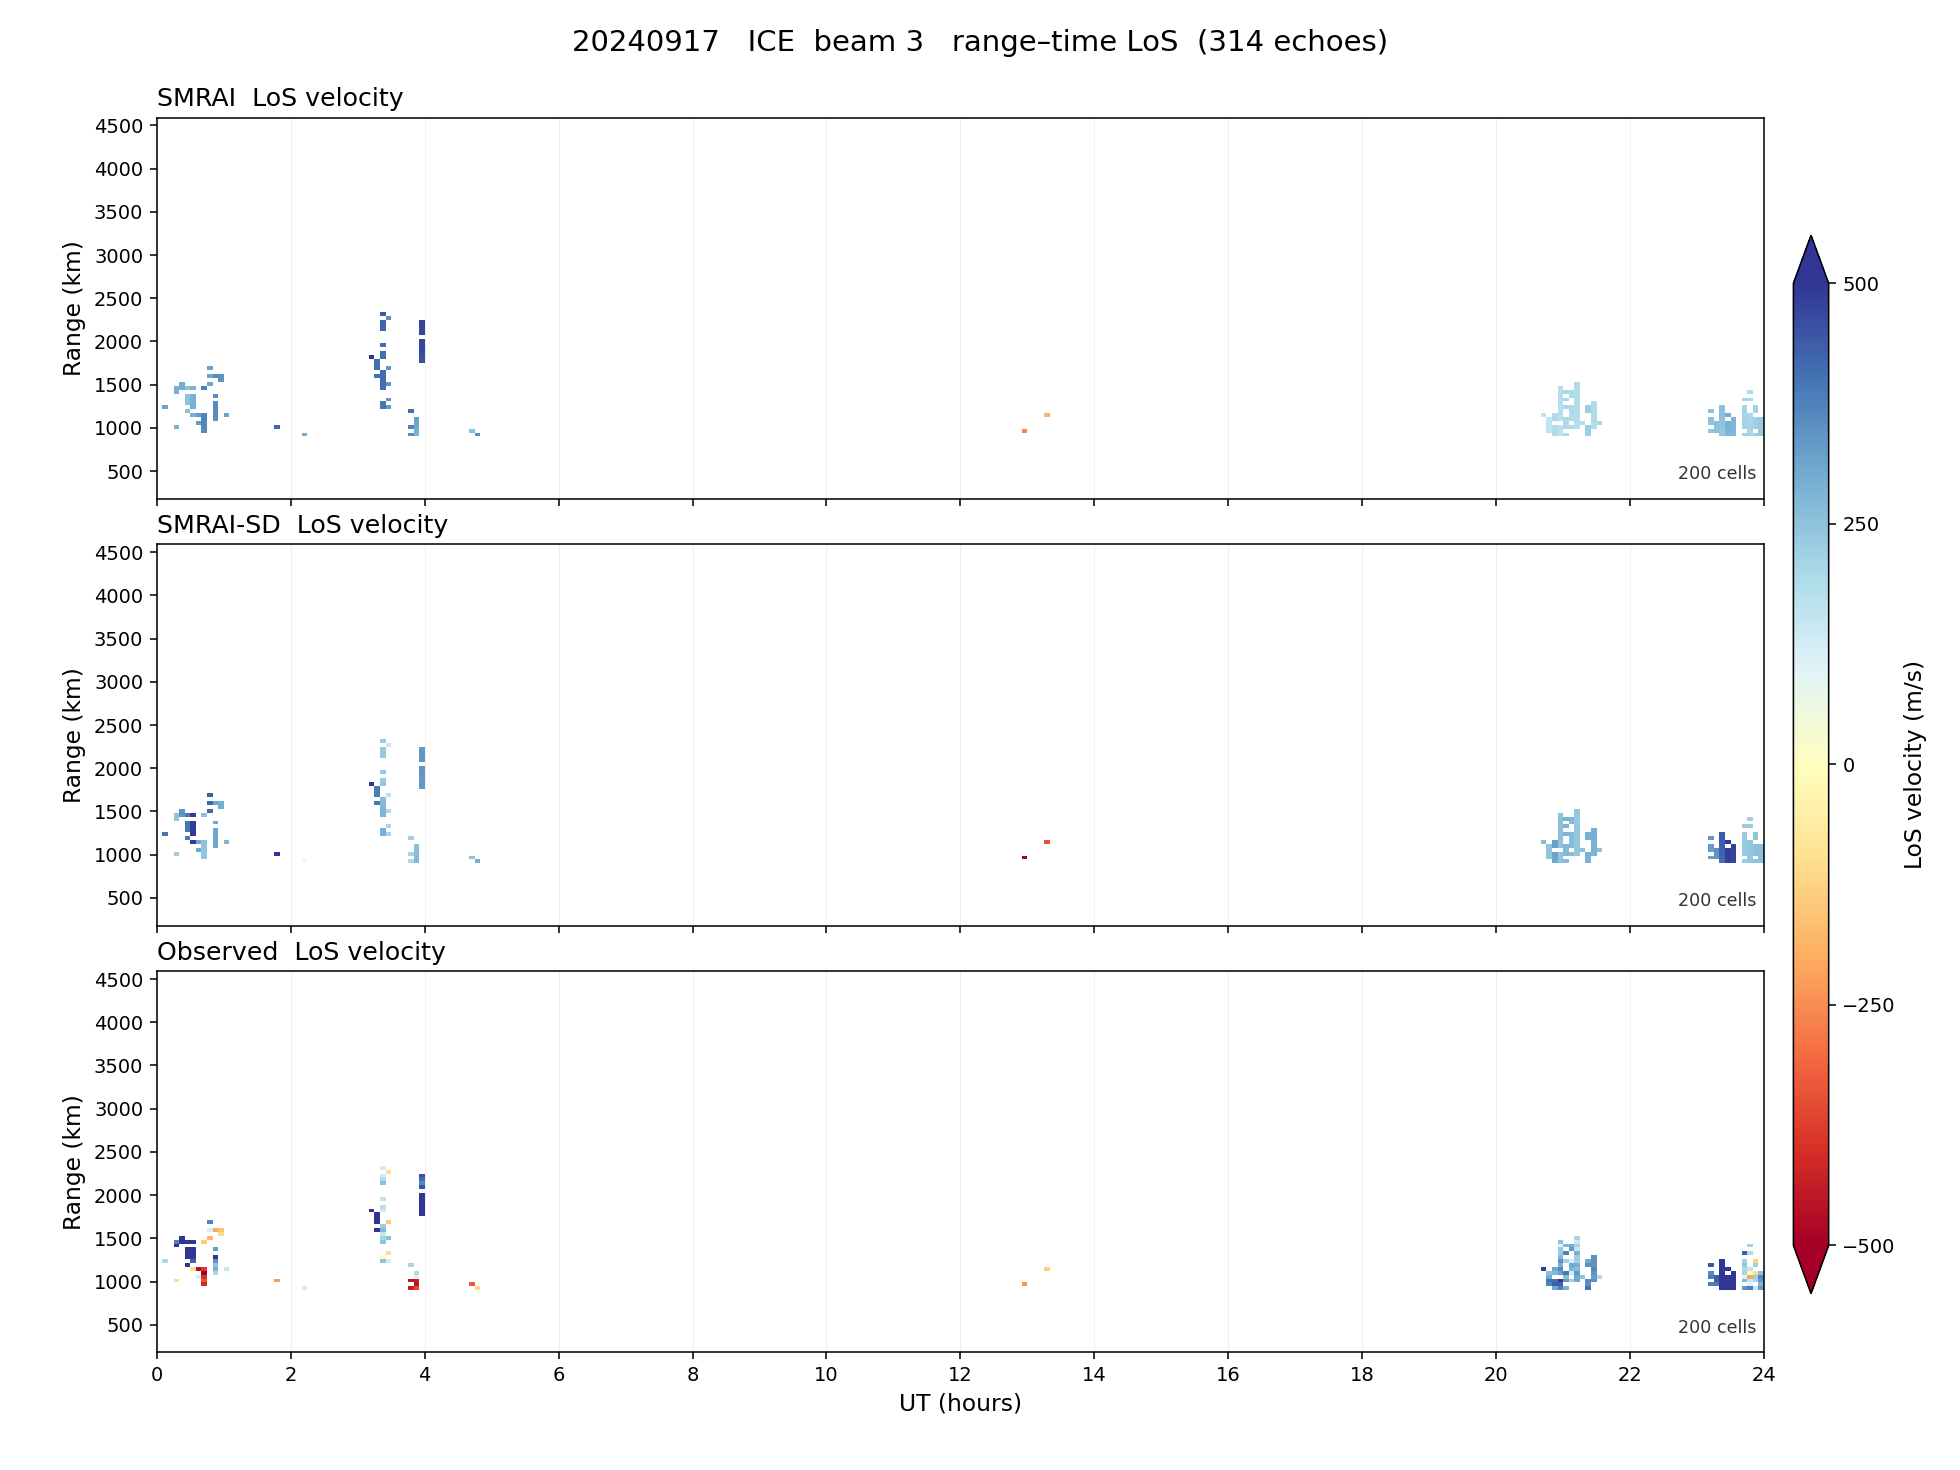 20240917   ICE  beam 3   range–time LoS  (314 echoes)
SMRAI  LoS velocity
4500
4000
3500
3000
2500
2000
1500
1000
500
Range (km)
200 cells
SMRAI-SD  LoS velocity
4500
4000
3500
3000
2500
2000
1500
1000
500
Range (km)
200 cells
Observed  LoS velocity
4500
4000
3500
3000
2500
2000
1500
1000
500
Range (km)
200 cells
0 2 4 6 8 10 12 14 16 18 20 22 24
UT (hours)
500
250
0
−250
−500
LoS velocity (m/s)